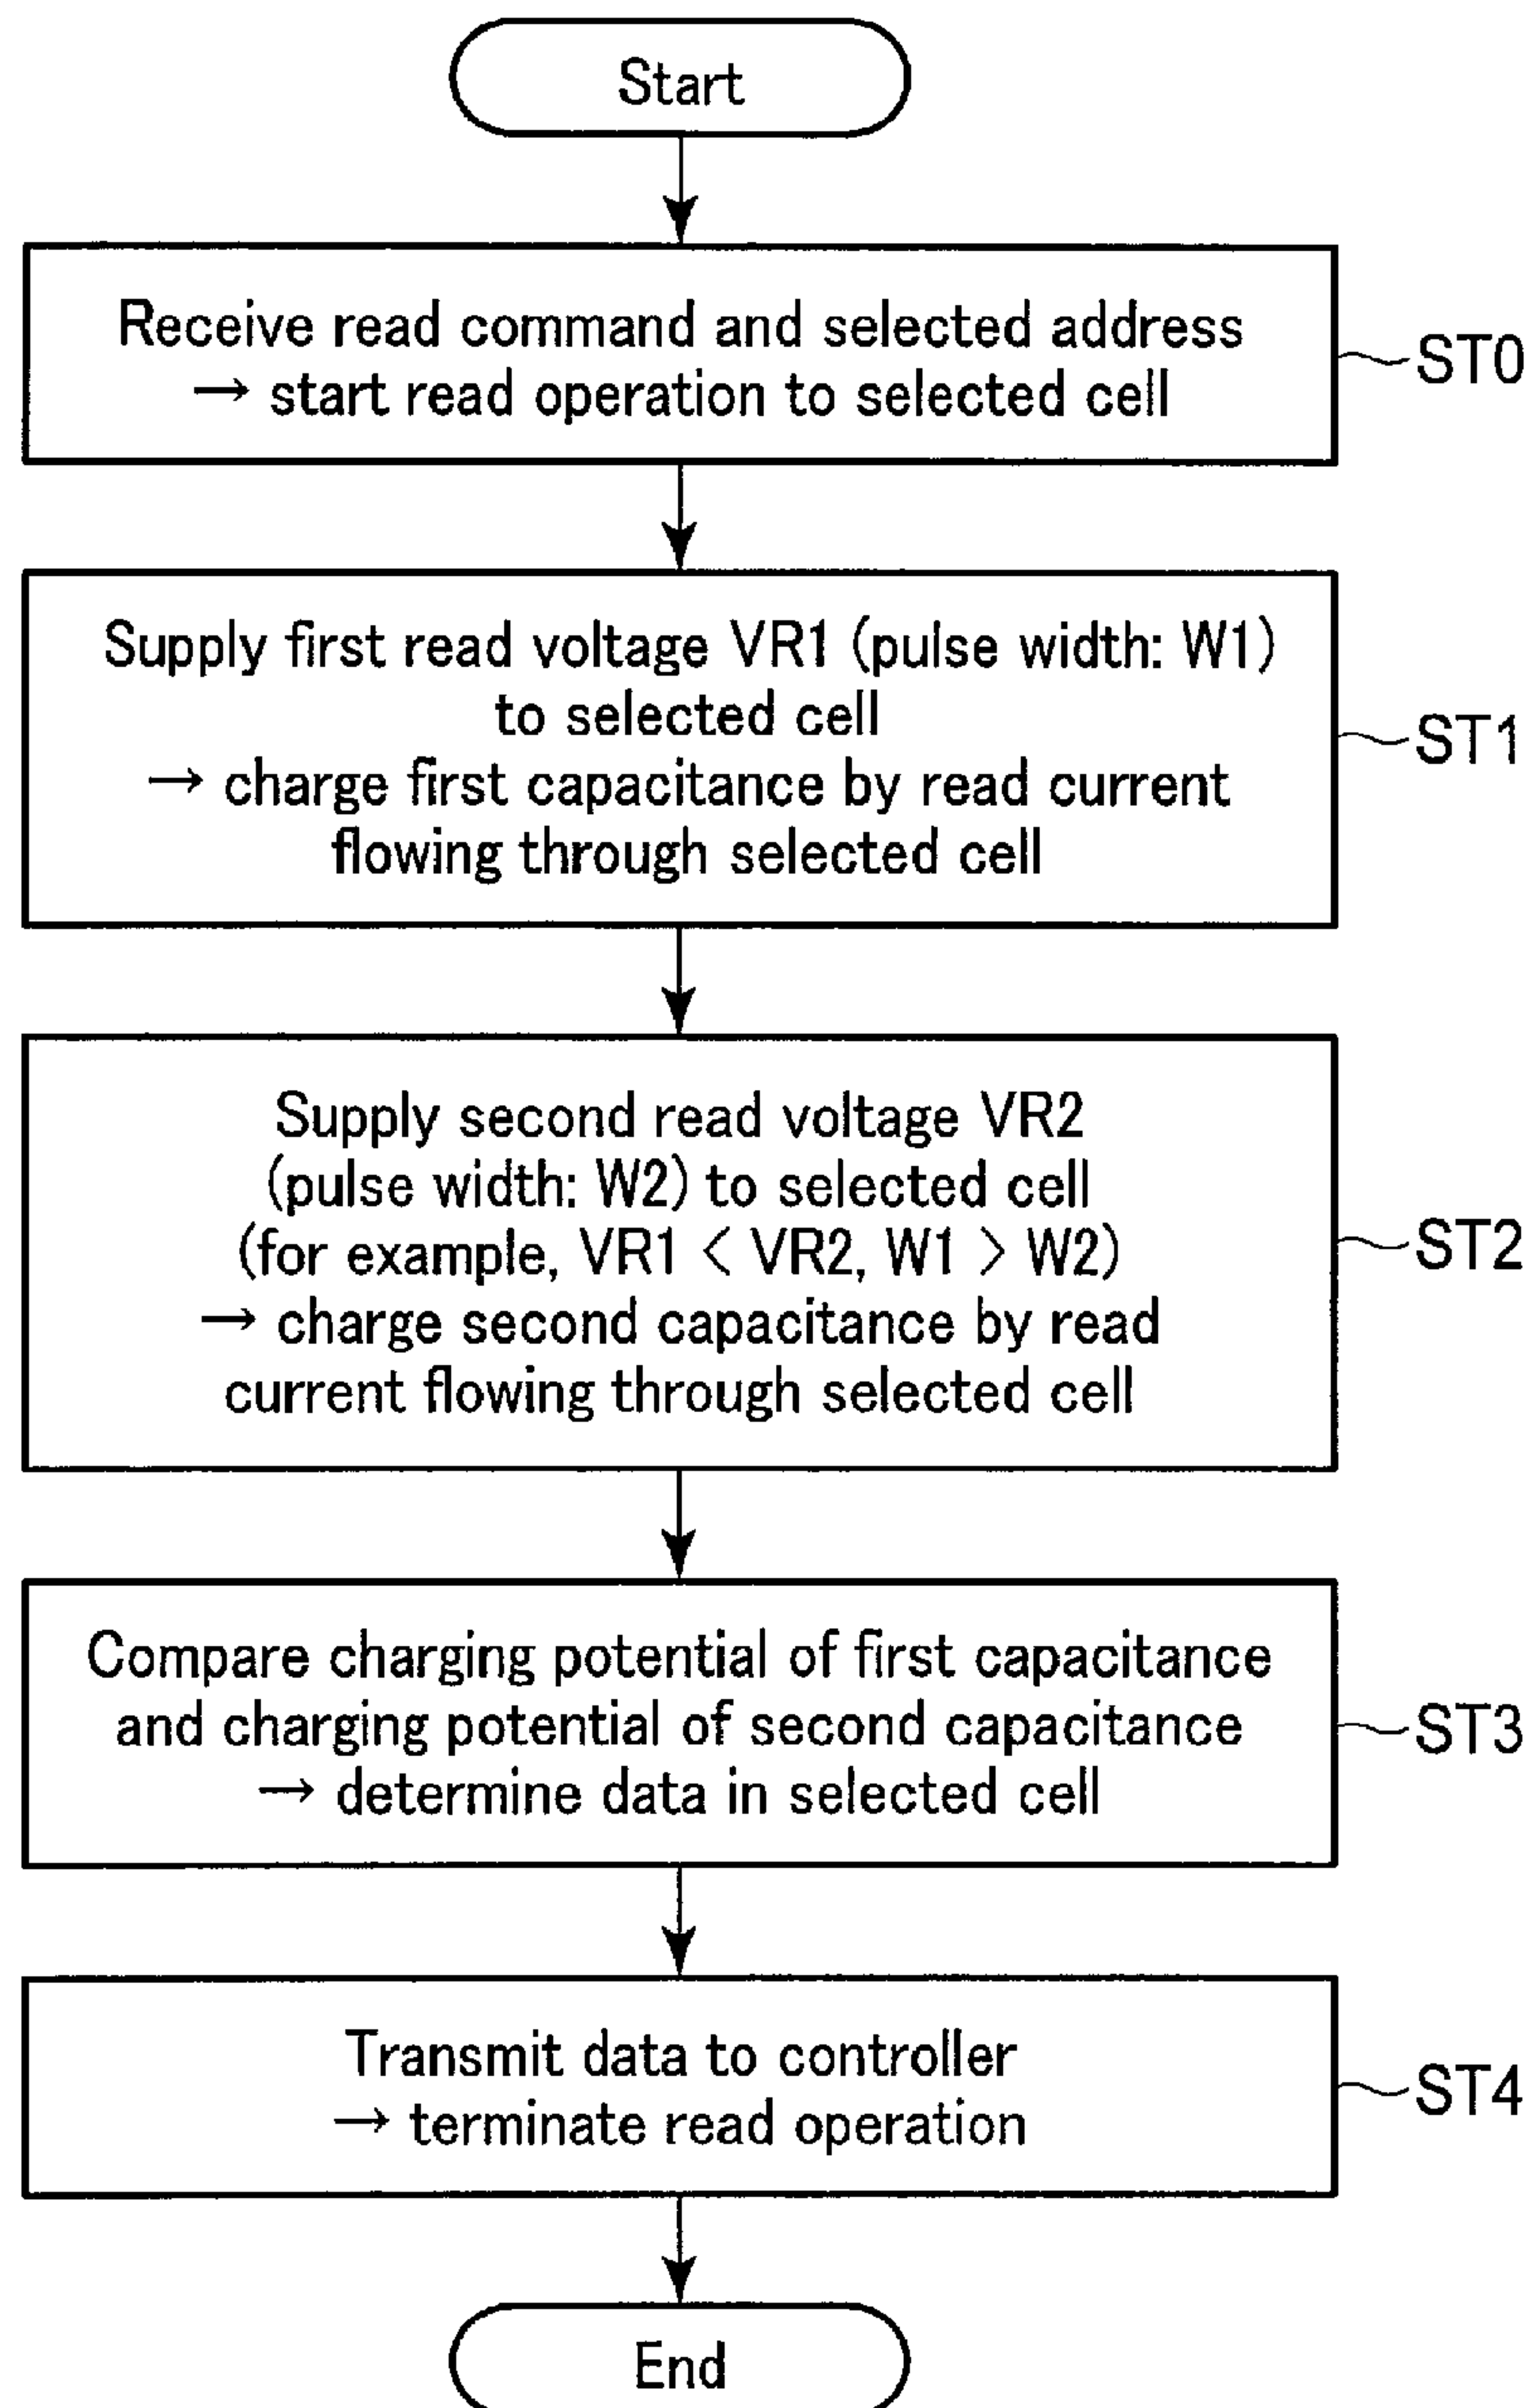 Start
Receive read command and selected address
→ start read operation to selected cell
ST0
Supply first read voltage VR1 (pulse width: W1)
to selected cell
→ charge first capacitance by read current
flowing through selected cell
ST1
Supply second read voltage VR2
(pulse width: W2) to selected cell
(for example, VR1 < VR2, W1 > W2)
→ charge second capacitance by read
current flowing through selected cell
ST2
Compare charging potential of first capacitance
and charging potential of second capacitance
→ determine data in selected cell
ST3
Transmit data to controller
→ terminate read operation
ST4
End